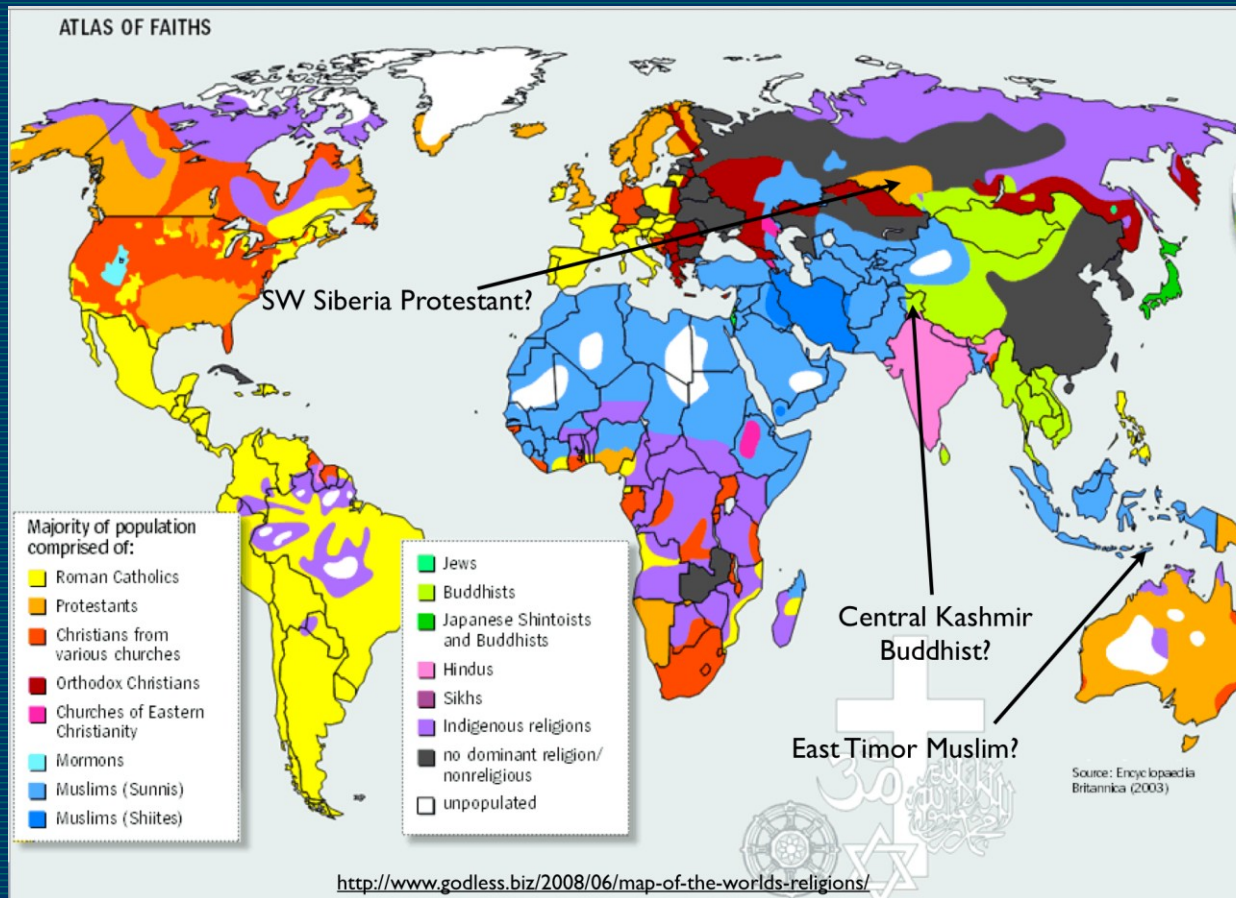 ATLAS OF FAITHS
SW Siberia Protestant?
Majority of population
comprised of:
Roman Catholics
Protestants
Christians from
various churches
Orthodox Christians
Churches of Eastern
Christianity
Mormons
Muslims (Sunnis)
Muslims (Shiites)
Jews
Buddhists
Japanese Shintoists
and Buddhists
Hindus
Sikhs
Indigenous religions
no dominant religion/
nonreligious
unpopulated
Central Kashmir
Buddhist?
East Timor Muslim?
Source: Encyclopaedia
Britannica (2003)
http://www.godless.biz/2008/06/map-of-the-worlds-religions/